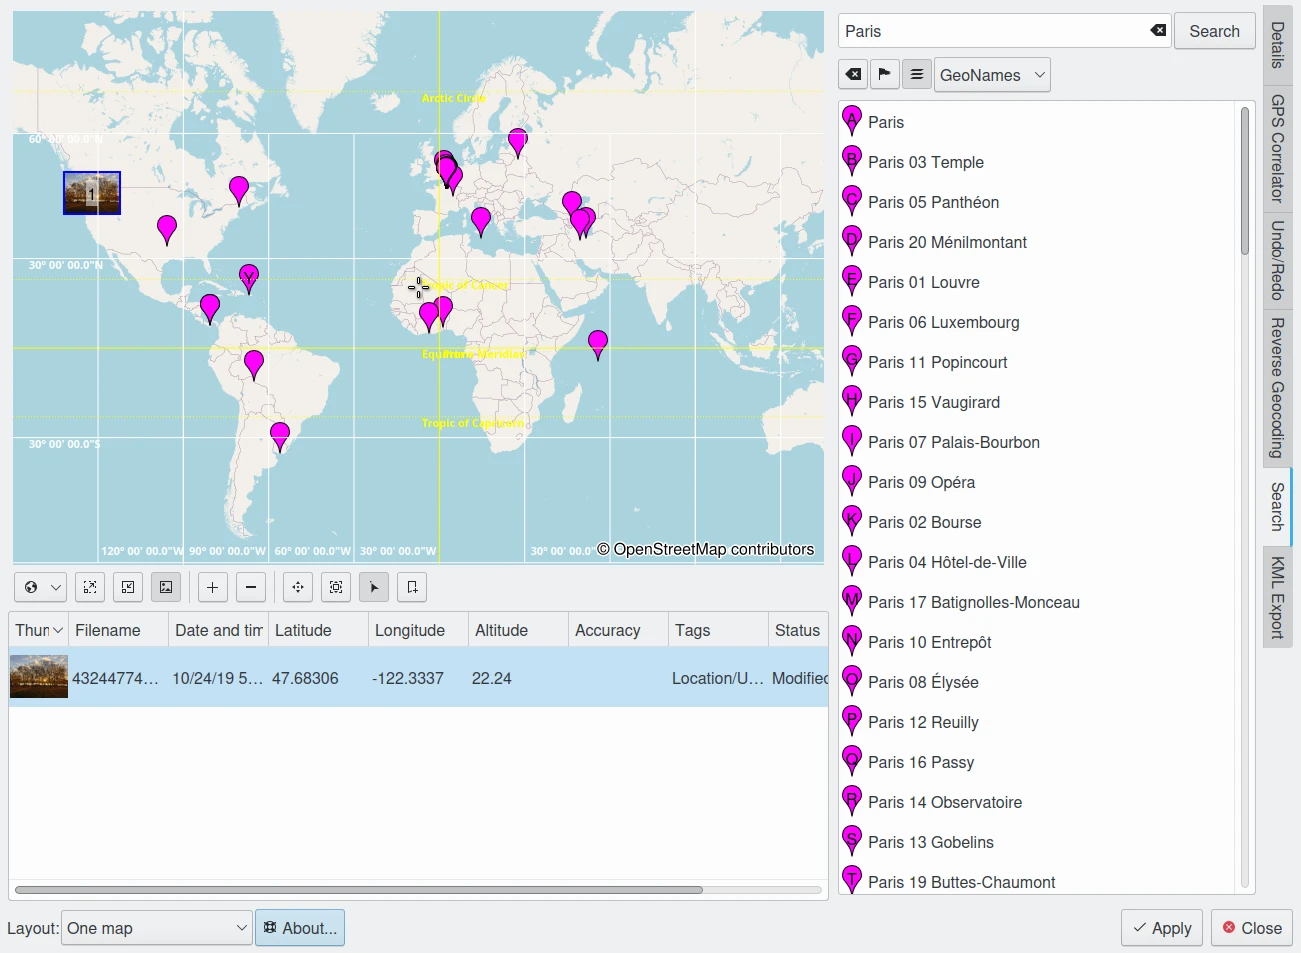 Arctic Circle
60° 00' 00.0"N
1
30° 00' 00.0"N
Y
Tropic of Cancer
Equator
Prime Meridian
Tropic of Capricorn
30° 00' 00.0"S
120° 00' 00.0"W 90° 00' 00.0"W 60° 00' 00.0"W 30° 00' 00.0"W 30° 00' 00.0"
© OpenStreetMap contributors
Thun Filename Date and tim Latitude Longitude Altitude Accuracy Tags Status
43244774... 10/24/19 5... 47.68306 -122.3337 22.24 Location/U... Modified
Layout: One map About...
Paris Search
GeoNames
A Paris
B Paris 03 Temple
C Paris 05 Panthéon
D Paris 20 Ménilmontant
E Paris 01 Louvre
F Paris 06 Luxembourg
G Paris 11 Popincourt
H Paris 15 Vaugirard
I Paris 07 Palais-Bourbon
J Paris 09 Opéra
K Paris 02 Bourse
L Paris 04 Hôtel-de-Ville
M Paris 17 Batignolles-Monceau
N Paris 10 Entrepôt
O Paris 08 Élysée
P Paris 12 Reuilly
Q Paris 16 Passy
R Paris 14 Observatoire
S Paris 13 Gobelins
T Paris 19 Buttes-Chaumont
Apply Close
Details
GPS Correlator
Undo/Redo
Reverse Geocoding
Search
KML Export